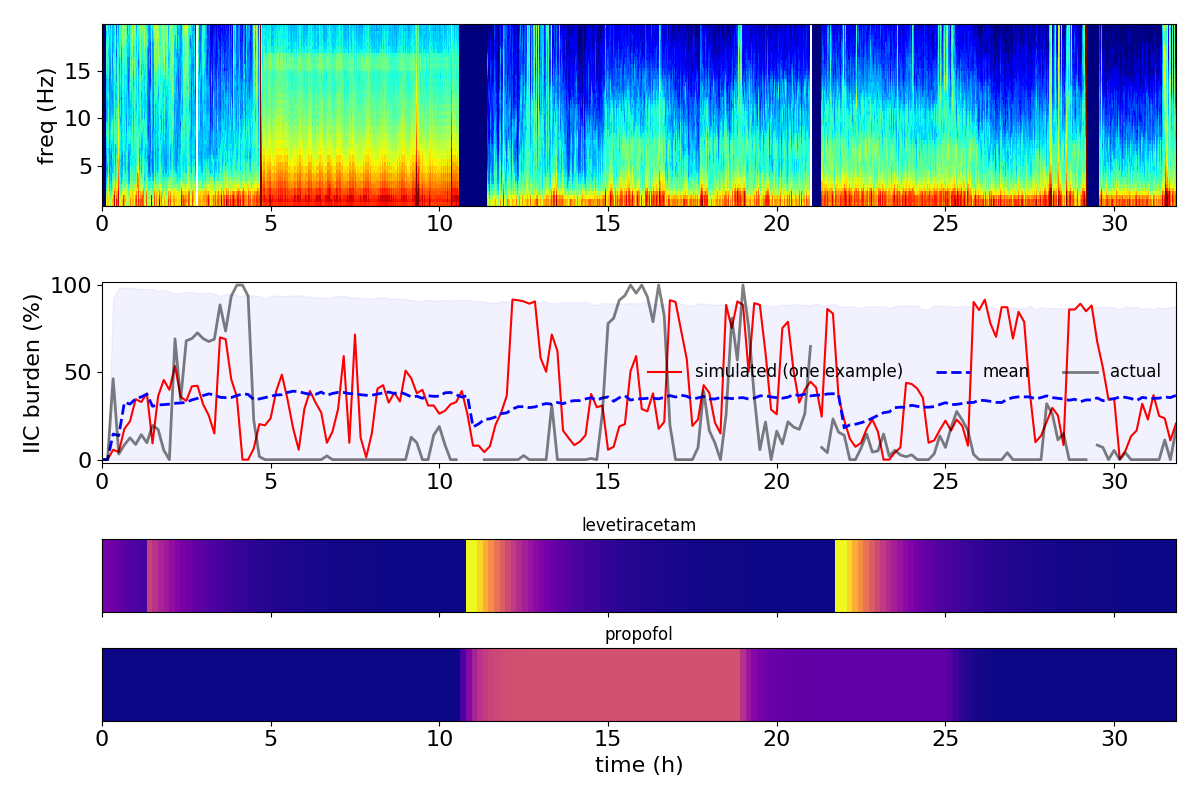 freq (Hz)
15
10
5
0 5 10 15 20 25 30
IIC burden (%)
100
50
0
simulated (one example) mean actual
0 5 10 15 20 25 30
levetiracetam
propofol
0 5 10 15 20 25 30
time (h)